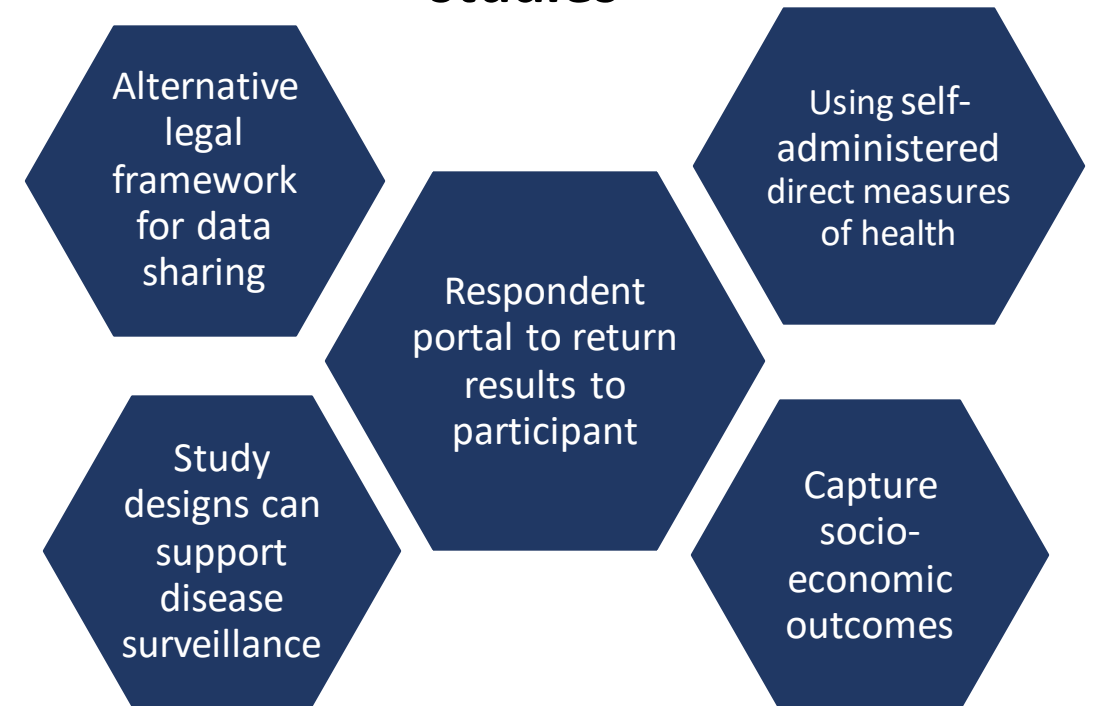 Alternative
legal
framework
for data
sharing
Using self-
administered
direct measures
of health
Respondent
portal to return
results to
participant
Study
designs can
support
disease
surveillance
Capture
socio-
economic
outcomes